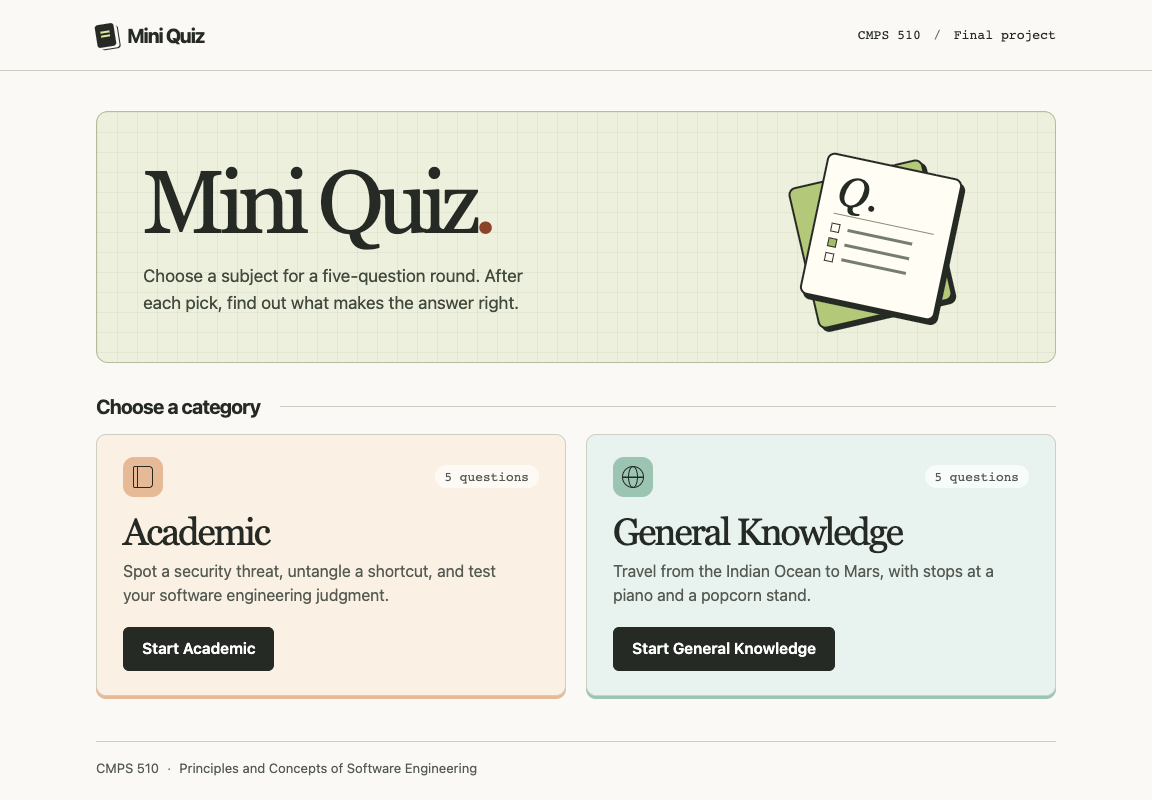 Mini Quiz
CMPS 510 / Final project
Mini Quiz.
Choose a subject for a five-question round. After
each pick, find out what makes the answer right.
Q.
Choose a category
5 questions
Academic
Spot a security threat, untangle a shortcut, and test
your software engineering judgment.
Start Academic
5 questions
General Knowledge
Travel from the Indian Ocean to Mars, with stops at a
piano and a popcorn stand.
Start General Knowledge
CMPS 510 · Principles and Concepts of Software Engineering